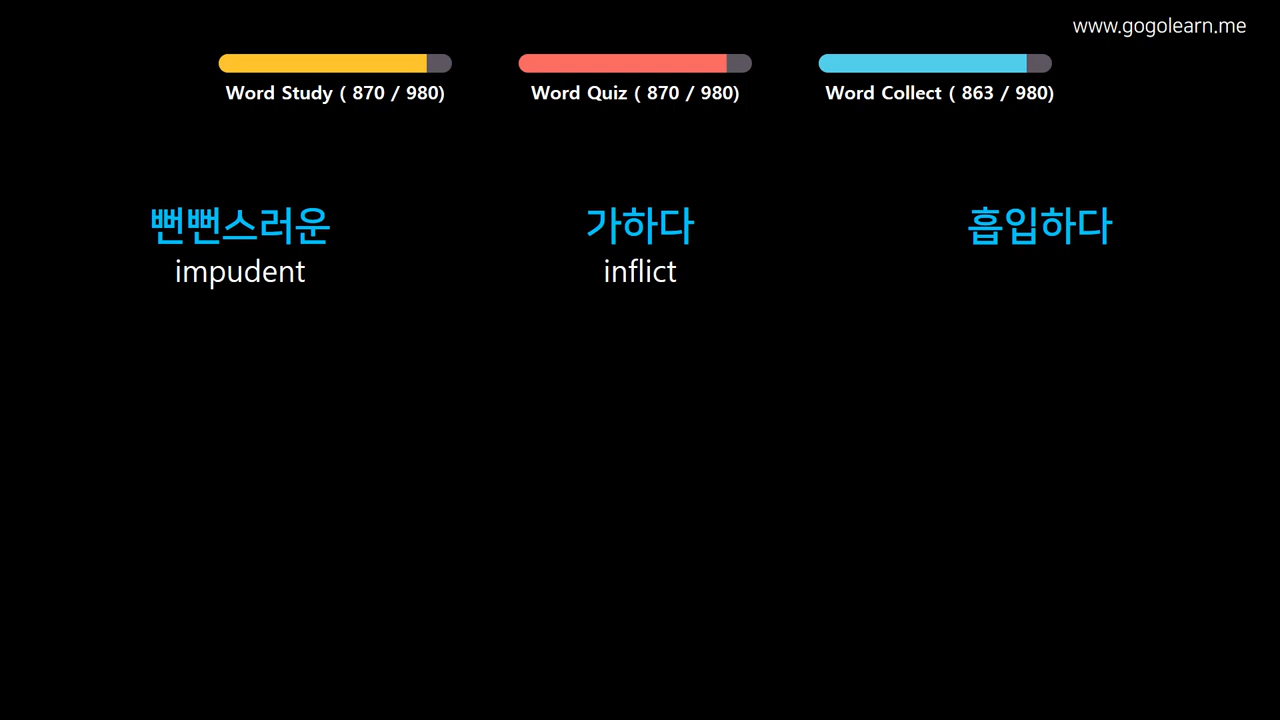 www.gogolearn.me
Word Study ( 870 / 980)
Word Quiz ( 870 / 980)
Word Collect ( 863 / 980)
뻔뻔스러운
impudent
가하다
inflict
흡입하다